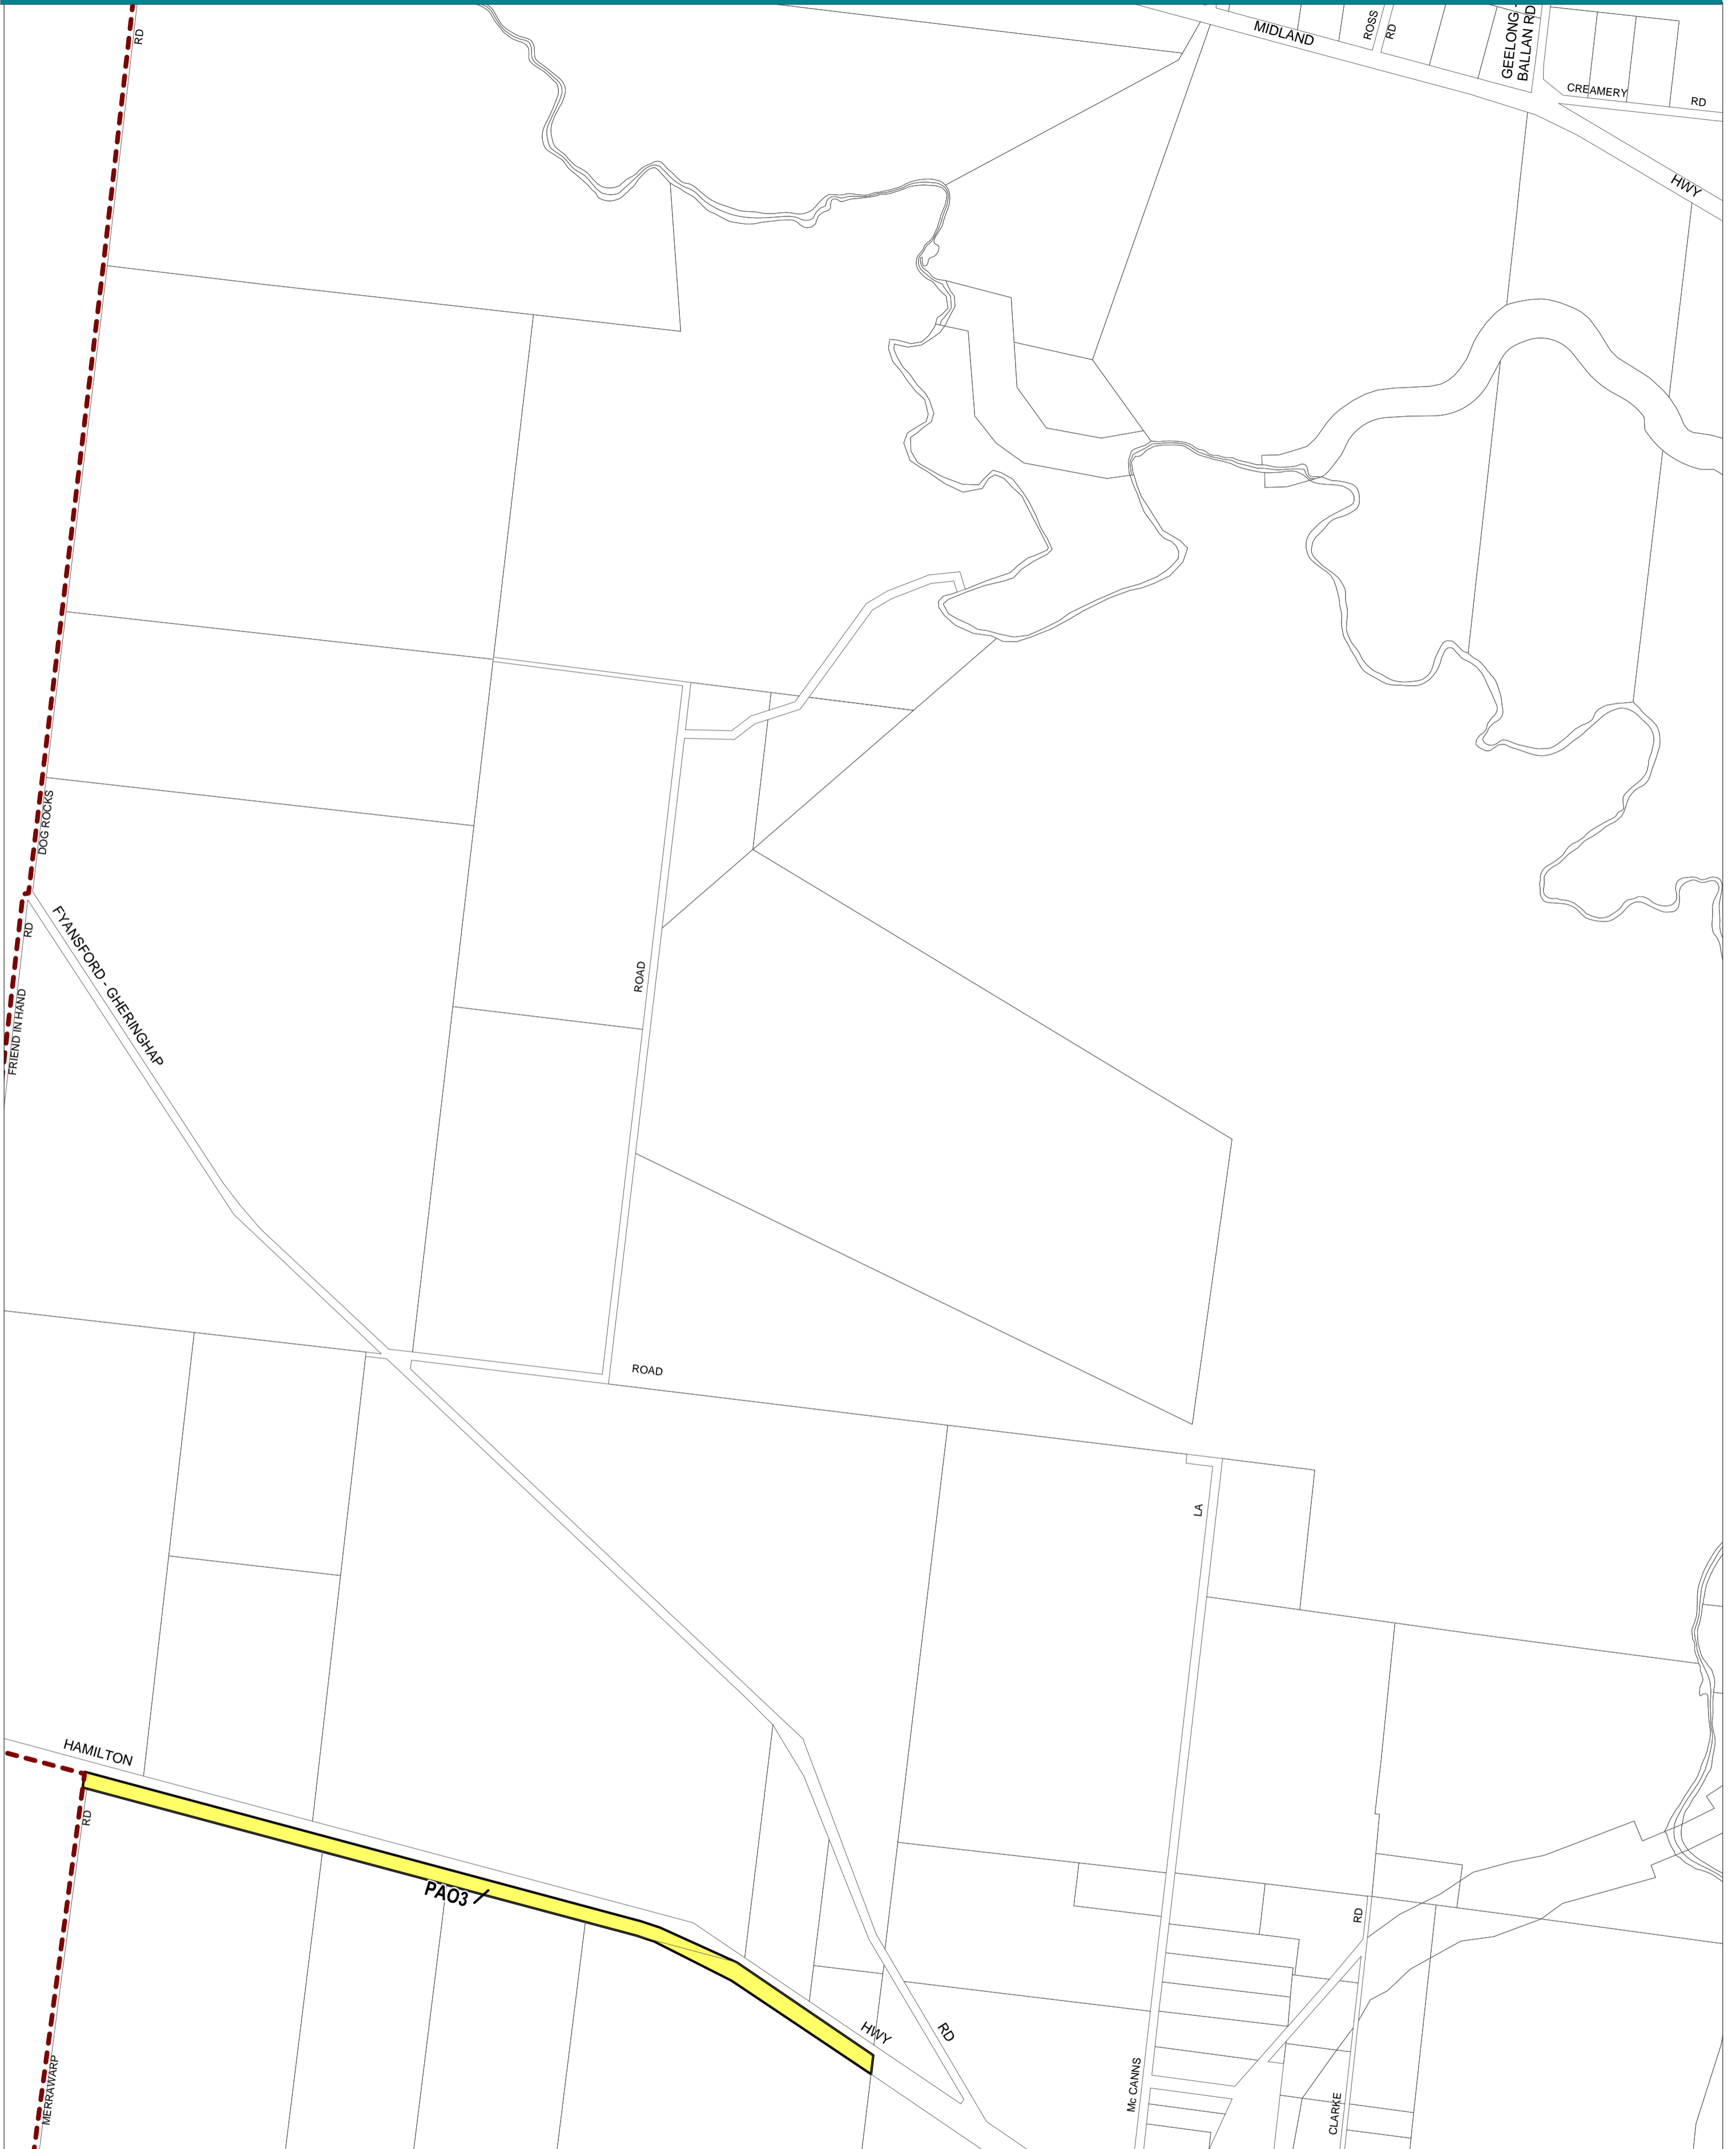 RD
MIDLAND
ROSS
RD
GEELONG -
BALLAN RD
CREAMERY
RD
HWY
DOG ROCKS
RD
FRIEND IN HAND
FYANSFORD - GHERINGHAP
ROAD
ROAD
LA
HAMILTON
RD
PAO3
RD
HWY
RD
MERRAWARP
Mc CANNS
CLARKE